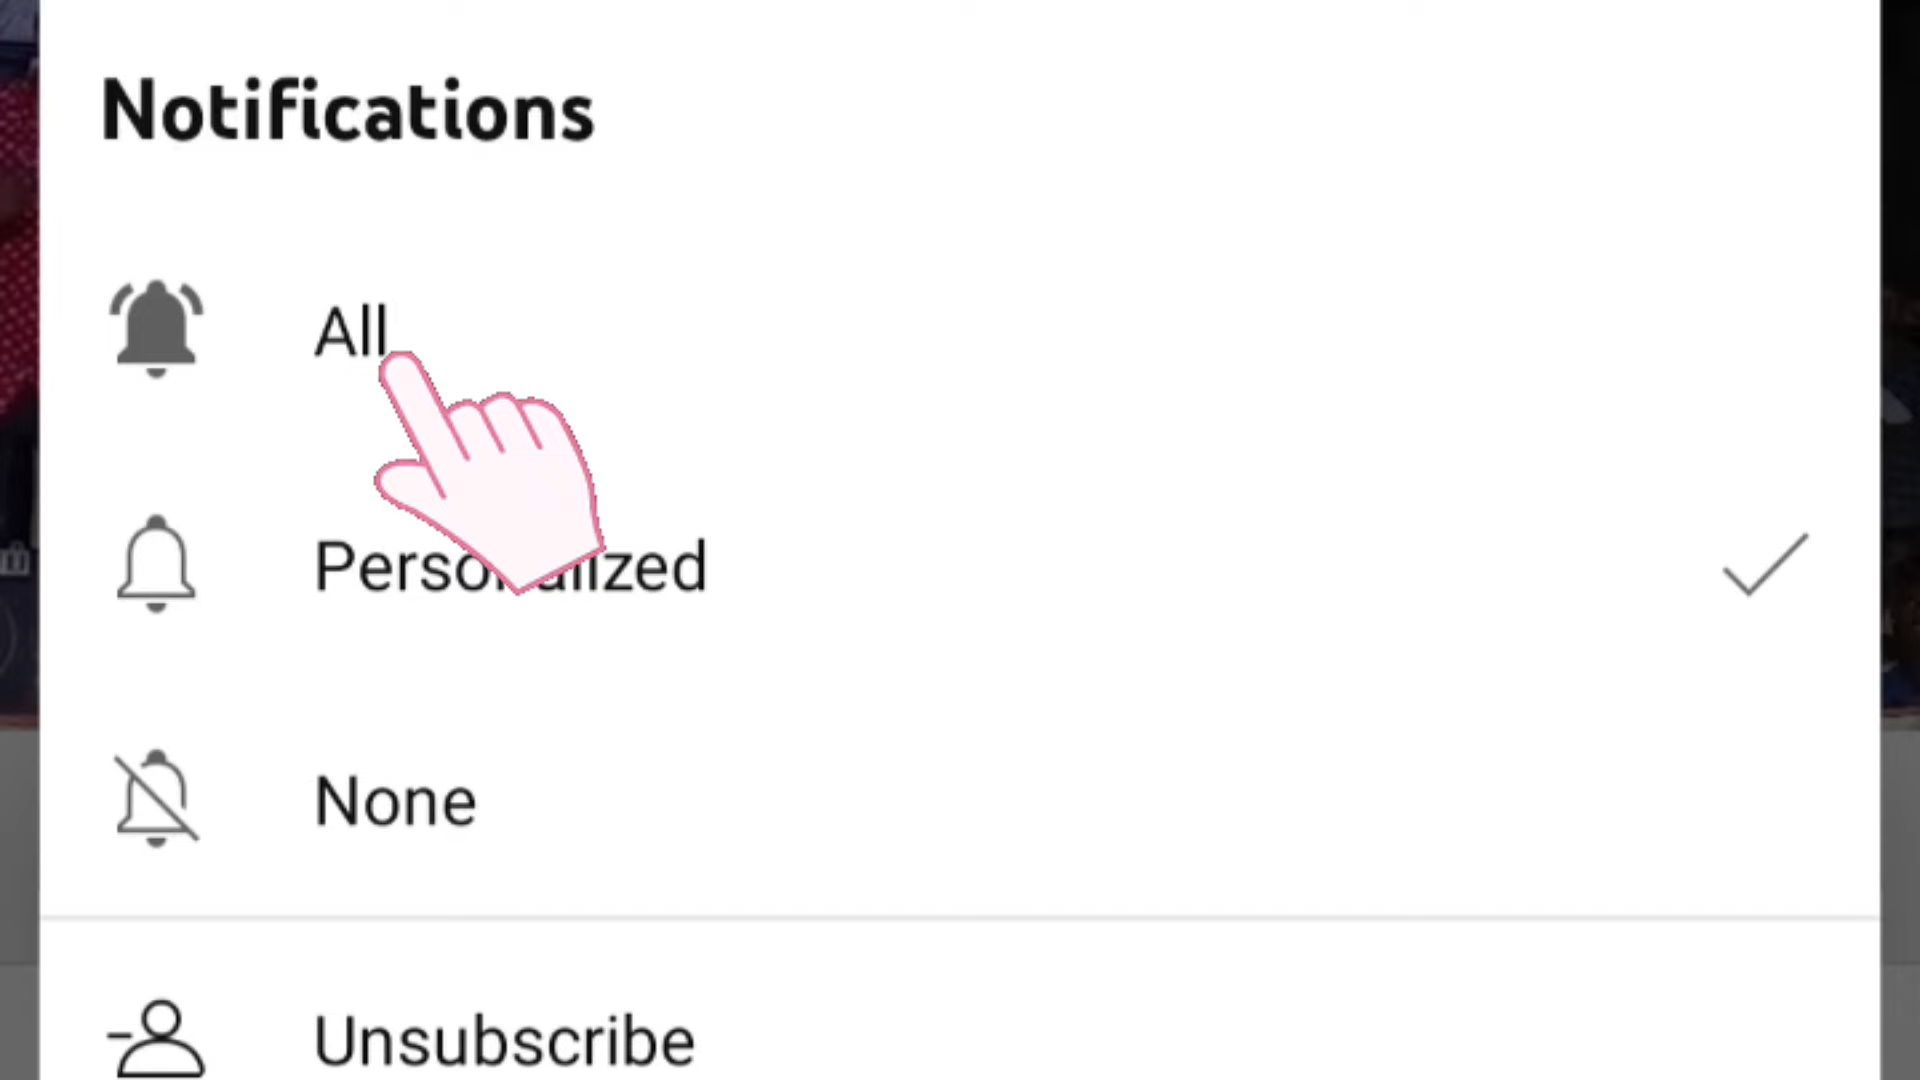 Notifications
All
Personalized
None
Unsubscribe